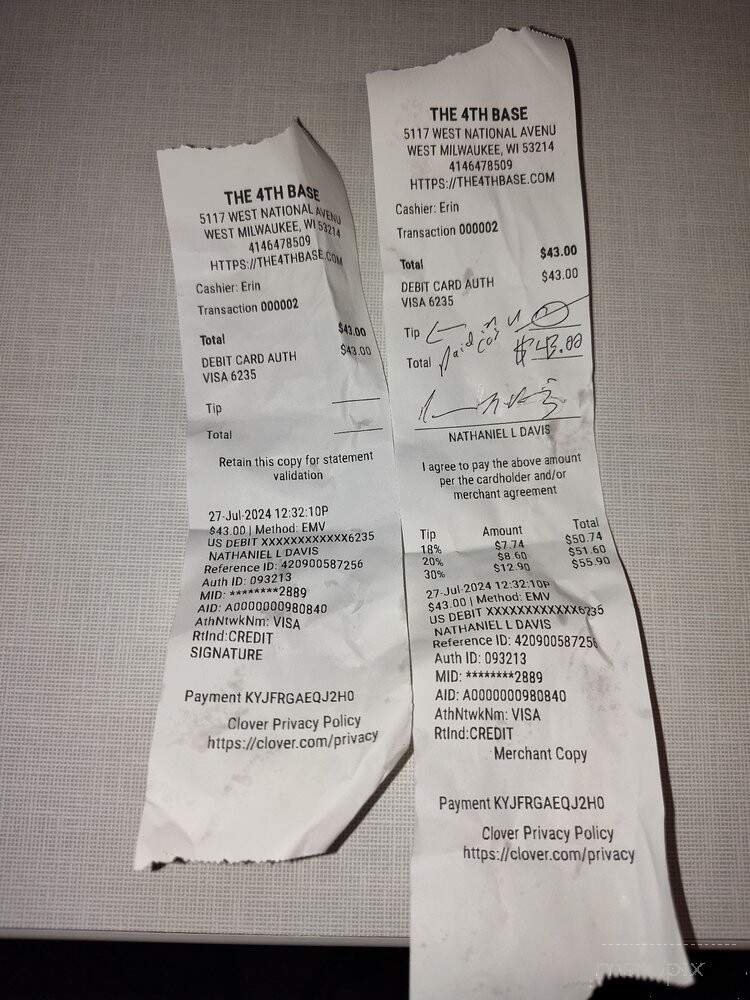 THE 4TH BASE
5117 WEST NATIONAL AVENU
WEST MILWAUKEE, WI 53214
4146478509
HTTPS://THE4THBASE.COM
Cashier: Erin
Transaction 000002
Total $43.00
DEBIT CARD AUTH $43.00
VISA 6235
Tip
Total
Retain this copy for statement
validation
27-Jul-2024 12:32:10P
$43.00 | Method: EMV
US DEBIT XXXXXXXXXXXX6235
NATHANIEL L DAVIS
Reference ID: 420900587256
Auth ID: 093213
MID: ********2889
AID: A0000000980840
AthNtwkNm: VISA
RtInd:CREDIT
SIGNATURE
Payment KYJFRGAEQJ2H0
Clover Privacy Policy
https://clover.com/privacy
THE 4TH BASE
5117 WEST NATIONAL AVENU
WEST MILWAUKEE, WI 53214
4146478509
HTTPS://THE4THBASE.COM
Cashier: Erin
Transaction 000002
Total $43.00
DEBIT CARD AUTH $43.00
VISA 6235
Tip
Total Paid $43.00
NATHANIEL L DAVIS
I agree to pay the above amount
per the cardholder and/or
merchant agreement
Tip Amount Total
18% $7.74 $50.74
20% $8.60 $51.60
30% $12.90 $55.90
27-Jul-2024 12:32:10P
$43.00 | Method: EMV
US DEBIT XXXXXXXXXXXX6235
NATHANIEL L DAVIS
Reference ID: 420900587256
Auth ID: 093213
MID: ********2889
AID: A0000000980840
AthNtwkNm: VISA
RtInd:CREDIT
Merchant Copy
Payment KYJFRGAEQJ2H0
Clover Privacy Policy
https://clover.com/privacy